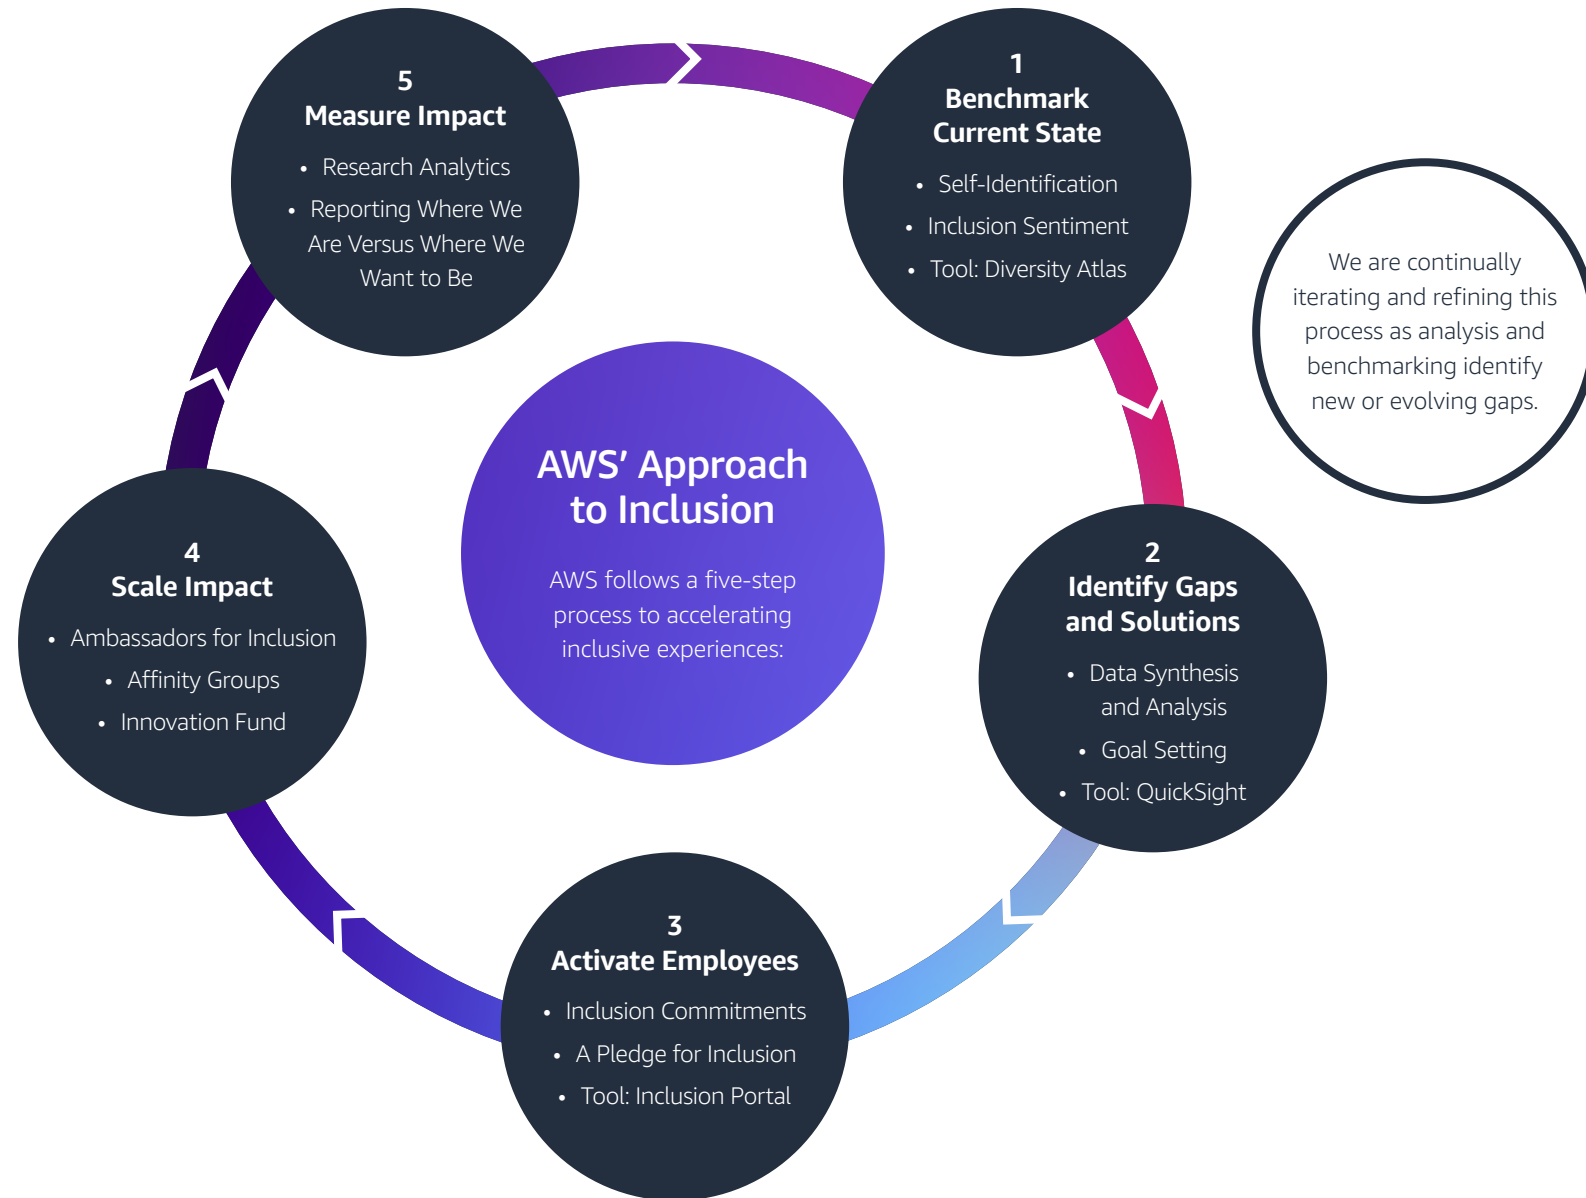 AWS’ Approach
to Inclusion
AWS follows a five-step
process to accelerating
inclusive experiences:
1
Benchmark
Current State
• Self-Identification
• Inclusion Sentiment
• Tool: Diversity Atlas
2
Identify Gaps
and Solutions
• Data Synthesis
and Analysis
• Goal Setting
• Tool: QuickSight
3
Activate Employees
• Inclusion Commitments
• A Pledge for Inclusion
• Tool: Inclusion Portal
4
Scale Impact
• Ambassadors for Inclusion
• Affinity Groups
• Innovation Fund
5
Measure Impact
• Research Analytics
• Reporting Where We
Are Versus Where We
Want to Be
We are continually
iterating and refining this
process as analysis and
benchmarking identify
new or evolving gaps.